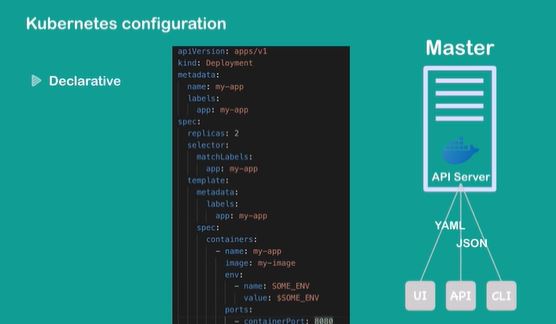 Kubernetes configuration
Declarative
apiVersion: apps/v1
kind: Deployment
metadata:
  name: my-app
  labels:
    app: my-app
spec:
  replicas: 2
  selector:
    matchLabels:
      app: my-app
  template:
    metadata:
      labels:
        app: my-app
    spec:
      containers:
        - name: my-app
          image: my-image
          env:
            - name: SOME_ENV
              value: $SOME_ENV
          ports:
            - containerPort: 8080
Master
API Server
YAML
JSON
UI
API
CLI